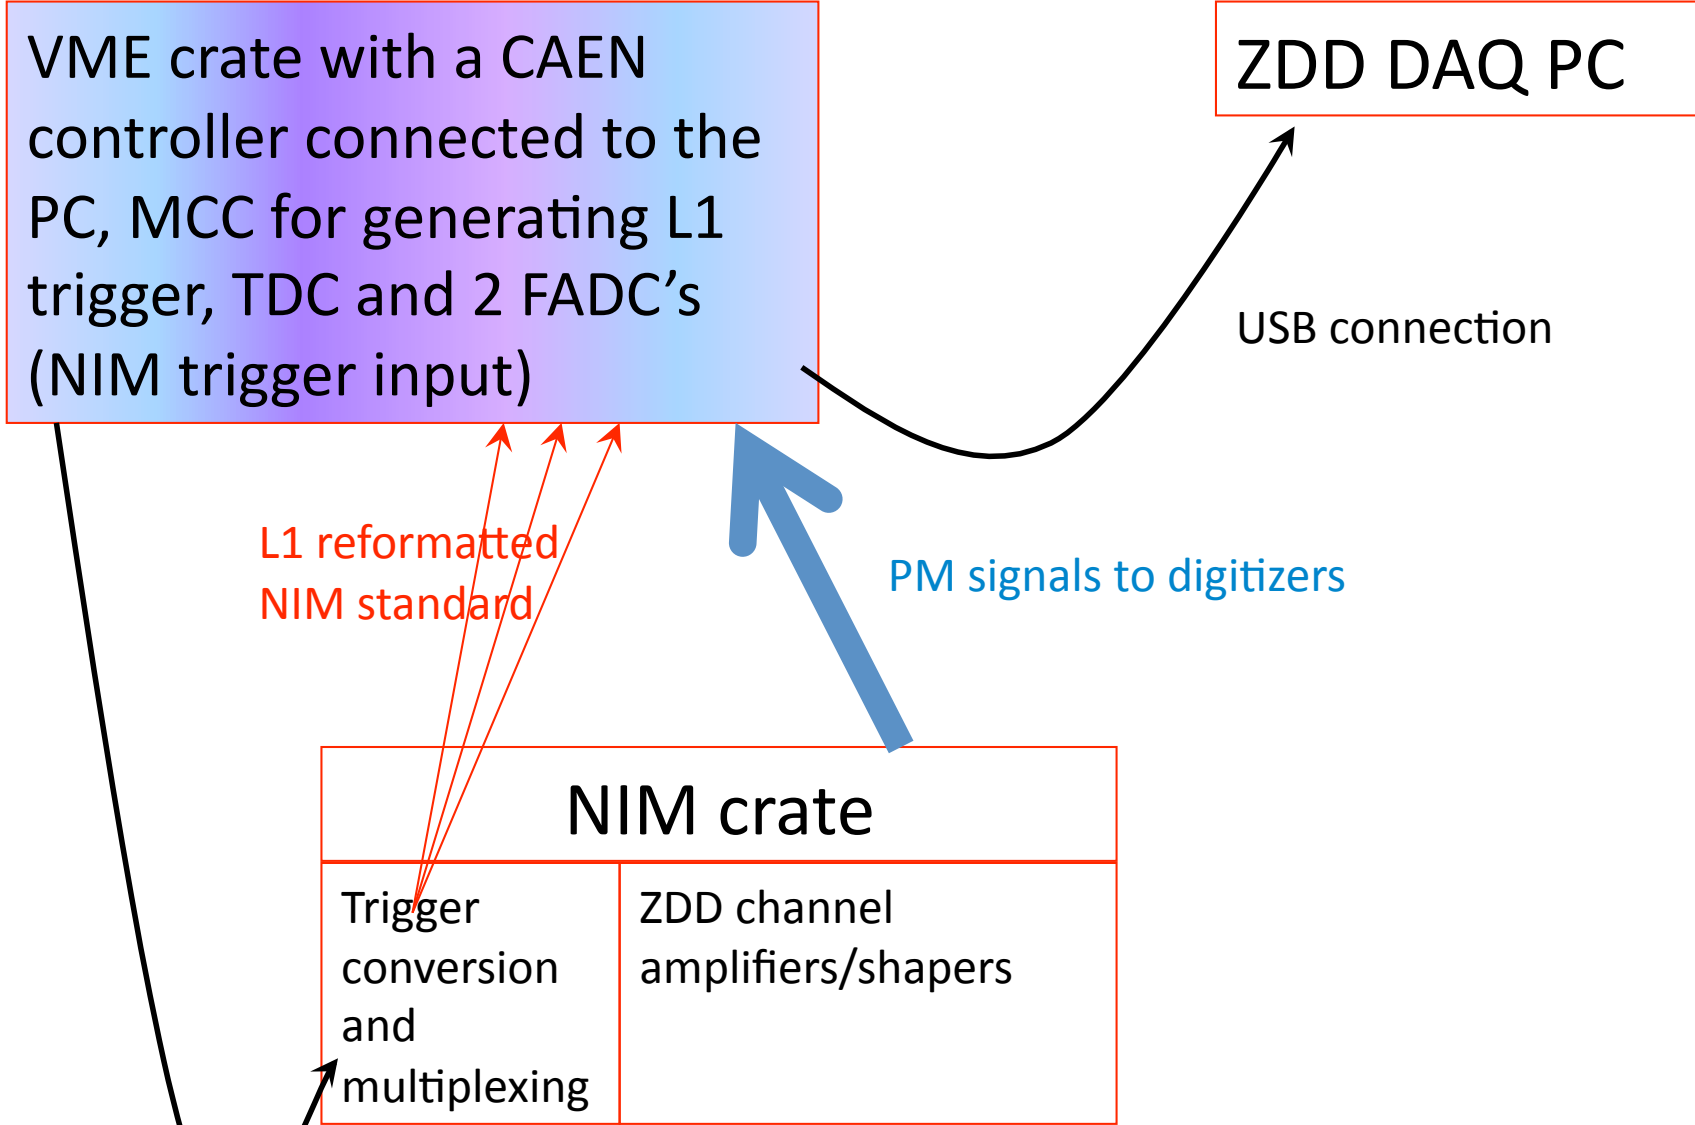 VME crate with a CAEN
controller connected to the
PC, MCC for generating L1
trigger, TDC and 2 FADC’s
(NIM trigger input)
ZDD DAQ PC
USB connection
L1 reformatted
NIM standard
PM signals to digitizers
NIM crate
Trigger
conversion
and
multiplexing
ZDD channel
amplifiers/shapers